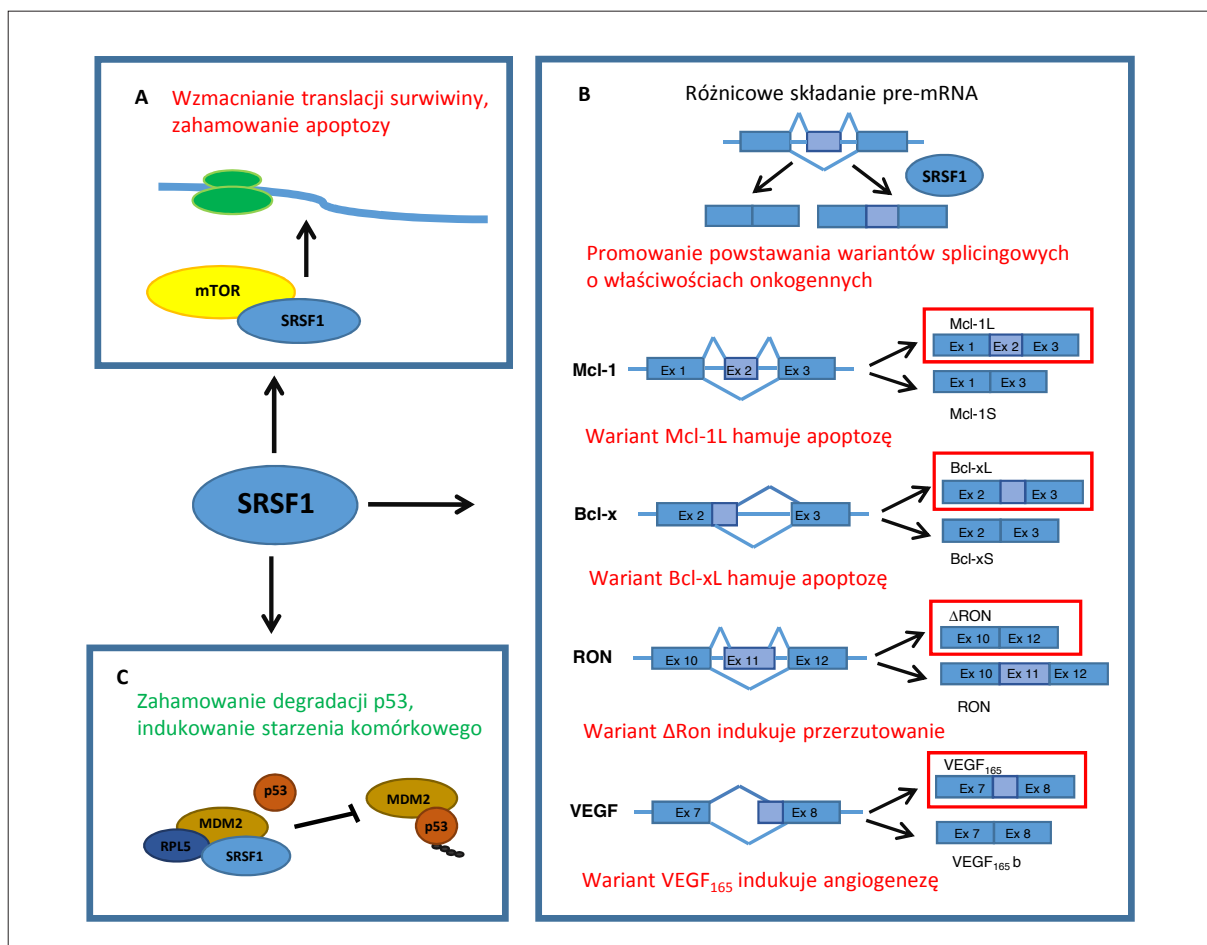 A
Wzmacnianie translacji surwiwiny,
zahamowanie apoptozy
mTOR
SRSF1
SRSF1
C
Zahamowanie degradacji p53,
indukowanie starzenia komórkowego
p53
MDM2
RPL5
SRSF1
MDM2
p53
B
Różnicowe składanie pre-mRNA
SRSF1
Promowanie powstawania wariantów splicingowych
o właściwościach onkogennych
Mcl-1
Ex 1 Ex 2 Ex 3
Mcl-1L
Ex 1 Ex 2 Ex 3
Ex 1 Ex 3
Mcl-1S
Wariant Mcl-1L hamuje apoptozę
Bcl-x
Ex 2 Ex 3
Bcl-xL
Ex 2 Ex 3
Ex 2 Ex 3
Bcl-xS
Wariant Bcl-xL hamuje apoptozę
RON
Ex 10 Ex 11 Ex 12
ΔRON
Ex 10 Ex 12
Ex 10 Ex 11 Ex 12
RON
Wariant ΔRon indukuje przerzutowanie
VEGF
Ex 7 Ex 8
VEGF₁₆₅
Ex 7 Ex 8
Ex 7 Ex 8
VEGF₁₆₅ b
Wariant VEGF₁₆₅ indukuje angiogenezę